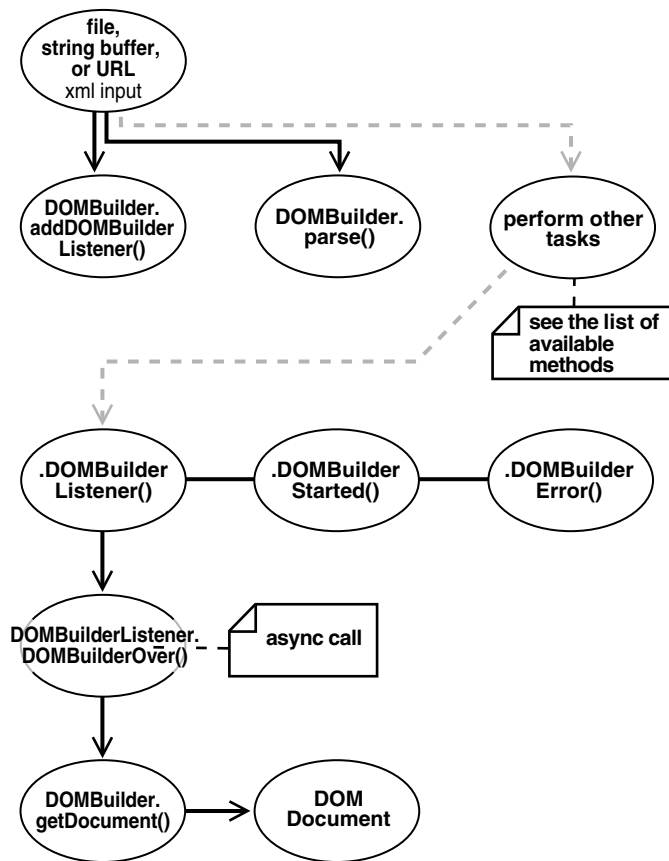 file,
string buffer,
or URL
xml input
DOMBuilder.
addDOMBuilder
Listener()
DOMBuilder.
parse()
perform other
tasks
see the list of
available
methods
.DOMBuilder
Listener()
.DOMBuilder
Started()
.DOMBuilder
Error()
DOMBuilderListener.
DOMBuilderOver()
async call
DOMBuilder.
getDocument()
DOM
Document